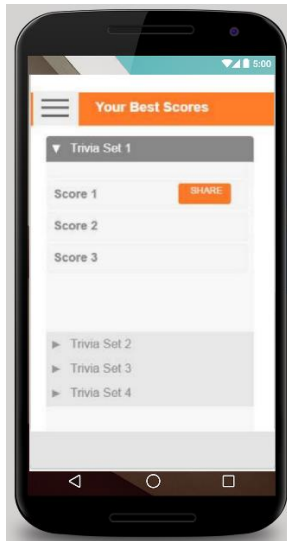 5:00
Your Best Scores
▼ Trivia Set 1
Score 1 SHARE
Score 2
Score 3
► Trivia Set 2
► Trivia Set 3
► Trivia Set 4